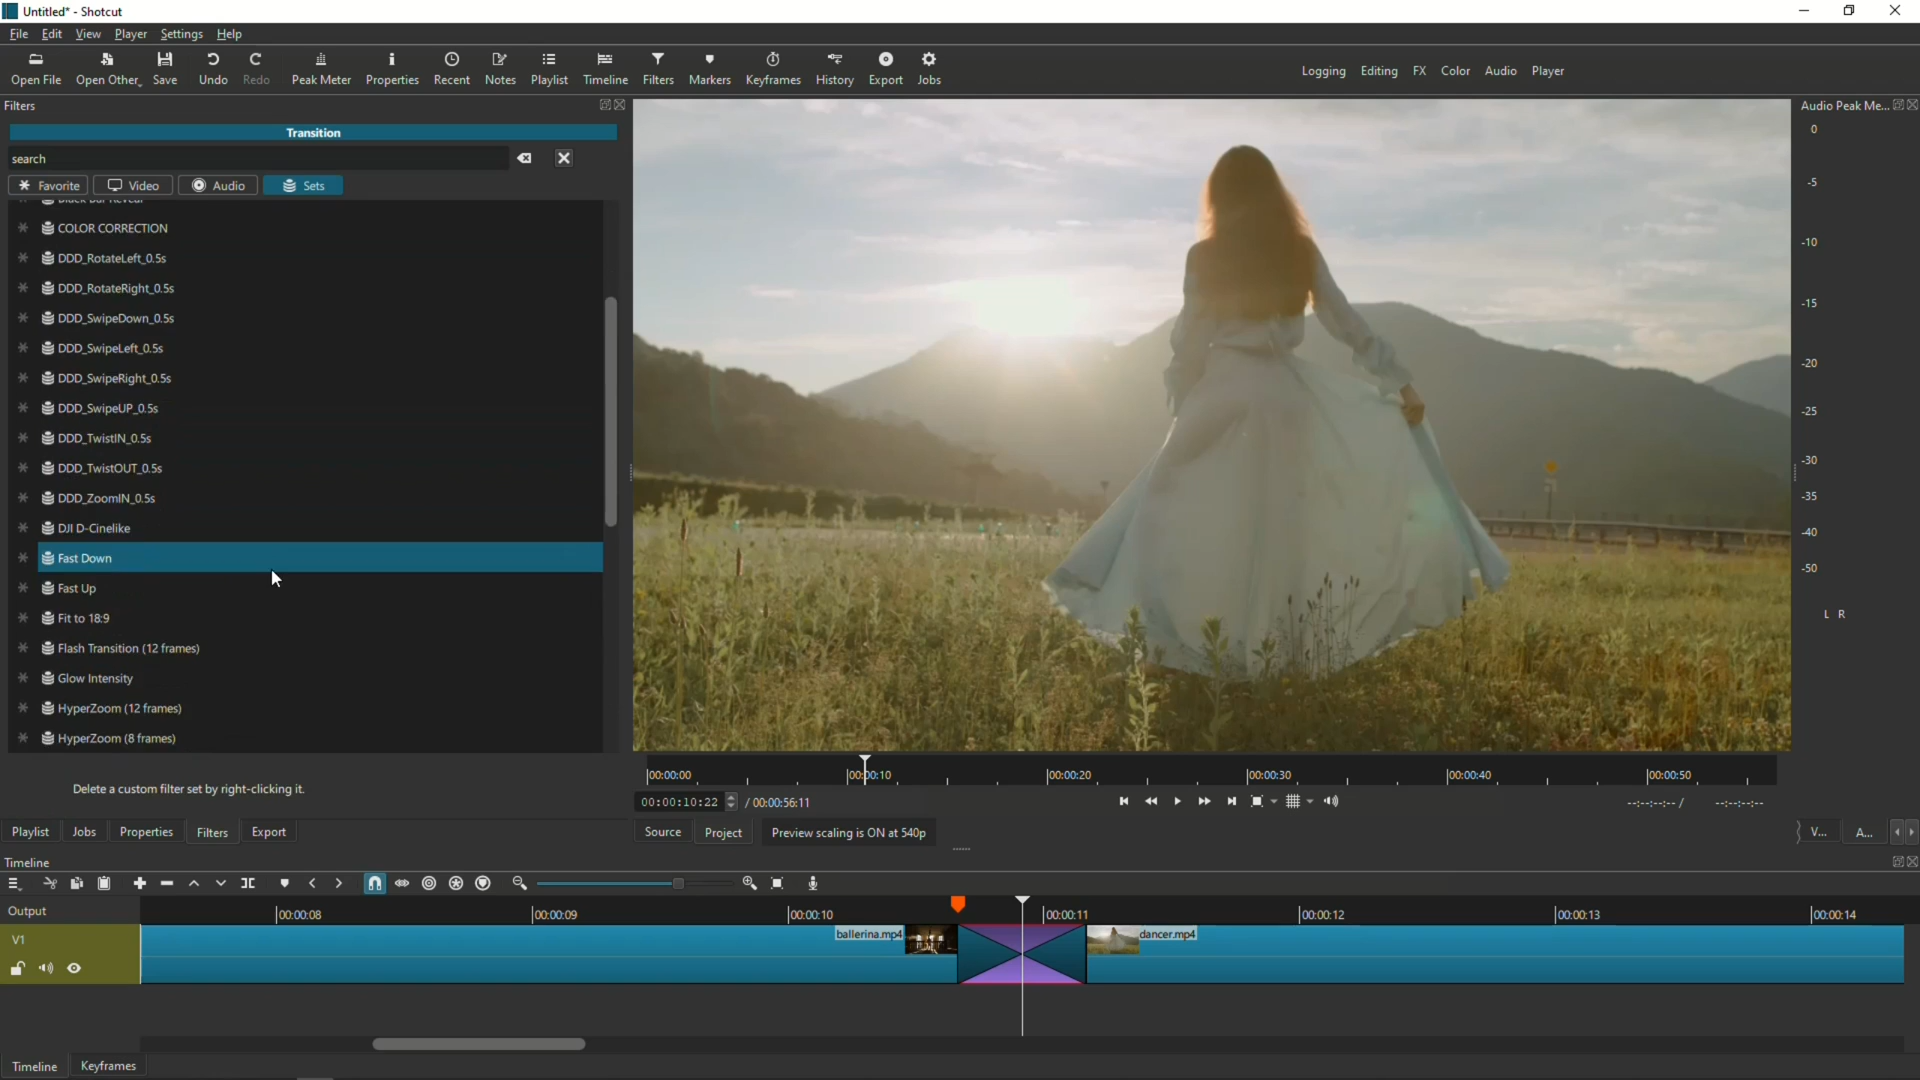 Untitled* - Shotcut
File Edit View Player Settings Help
Open File Open Other... Save Undo Redo Peak Meter Properties Recent Notes Playlist Timeline Filters Markers Keyframes History Export Jobs
Logging Editing FX Color Audio Player
Filters
Transition
search
Favorite Video Audio Sets
Black Bar Reveal
COLOR CORRECTION
DDD_RotateLeft_0.5s
DDD_RotateRight_0.5s
DDD_SwipeDown_0.5s
DDD_SwipeLeft_0.5s
DDD_SwipeRight_0.5s
DDD_SwipeUP_0.5s
DDD_TwistIN_0.5s
DDD_TwistOUT_0.5s
DDD_ZoomIN_0.5s
DJI D-Cinelike
Fast Down
Fast Up
Fit to 18:9
Flash Transition (12 frames)
Glow Intensity
HyperZoom (12 frames)
HyperZoom (8 frames)
Delete a custom filter set by right-clicking it.
Playlist Jobs Properties Filters Export
Audio Peak Me...
0
-5
-10
-15
-20
-25
-30
-35
-40
-50
L R
00:00:00 00:00:10 00:00:20 00:00:30 00:00:40 00:00:50
00:00:10:22 / 00:00:56:11
--:--:--:-- / --:--:--:--
Source Project Preview scaling is ON at 540p
V... A...
Timeline
Output
00:00:08 00:00:09 00:00:10 00:00:11 00:00:12 00:00:13 00:00:14
V1
ballerina.mp4 dancer.mp4
Timeline Keyframes